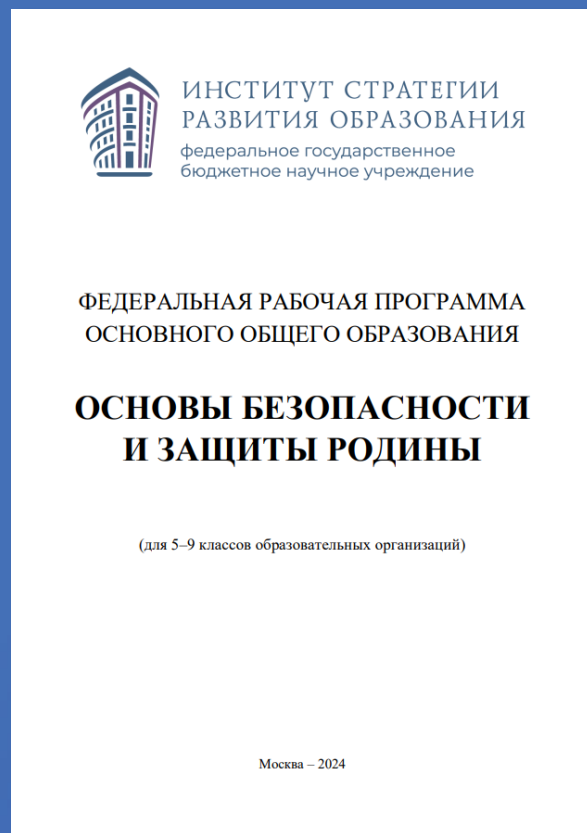 ИНСТИТУТ СТРАТЕГИИ
РАЗВИТИЯ ОБРАЗОВАНИЯ
федеральное государственное
бюджетное научное учреждение
ФЕДЕРАЛЬНАЯ РАБОЧАЯ ПРОГРАММА
ОСНОВНОГО ОБЩЕГО ОБРАЗОВАНИЯ
ОСНОВЫ БЕЗОПАСНОСТИ
И ЗАЩИТЫ РОДИНЫ
(для 5–9 классов образовательных организаций)
Москва – 2024